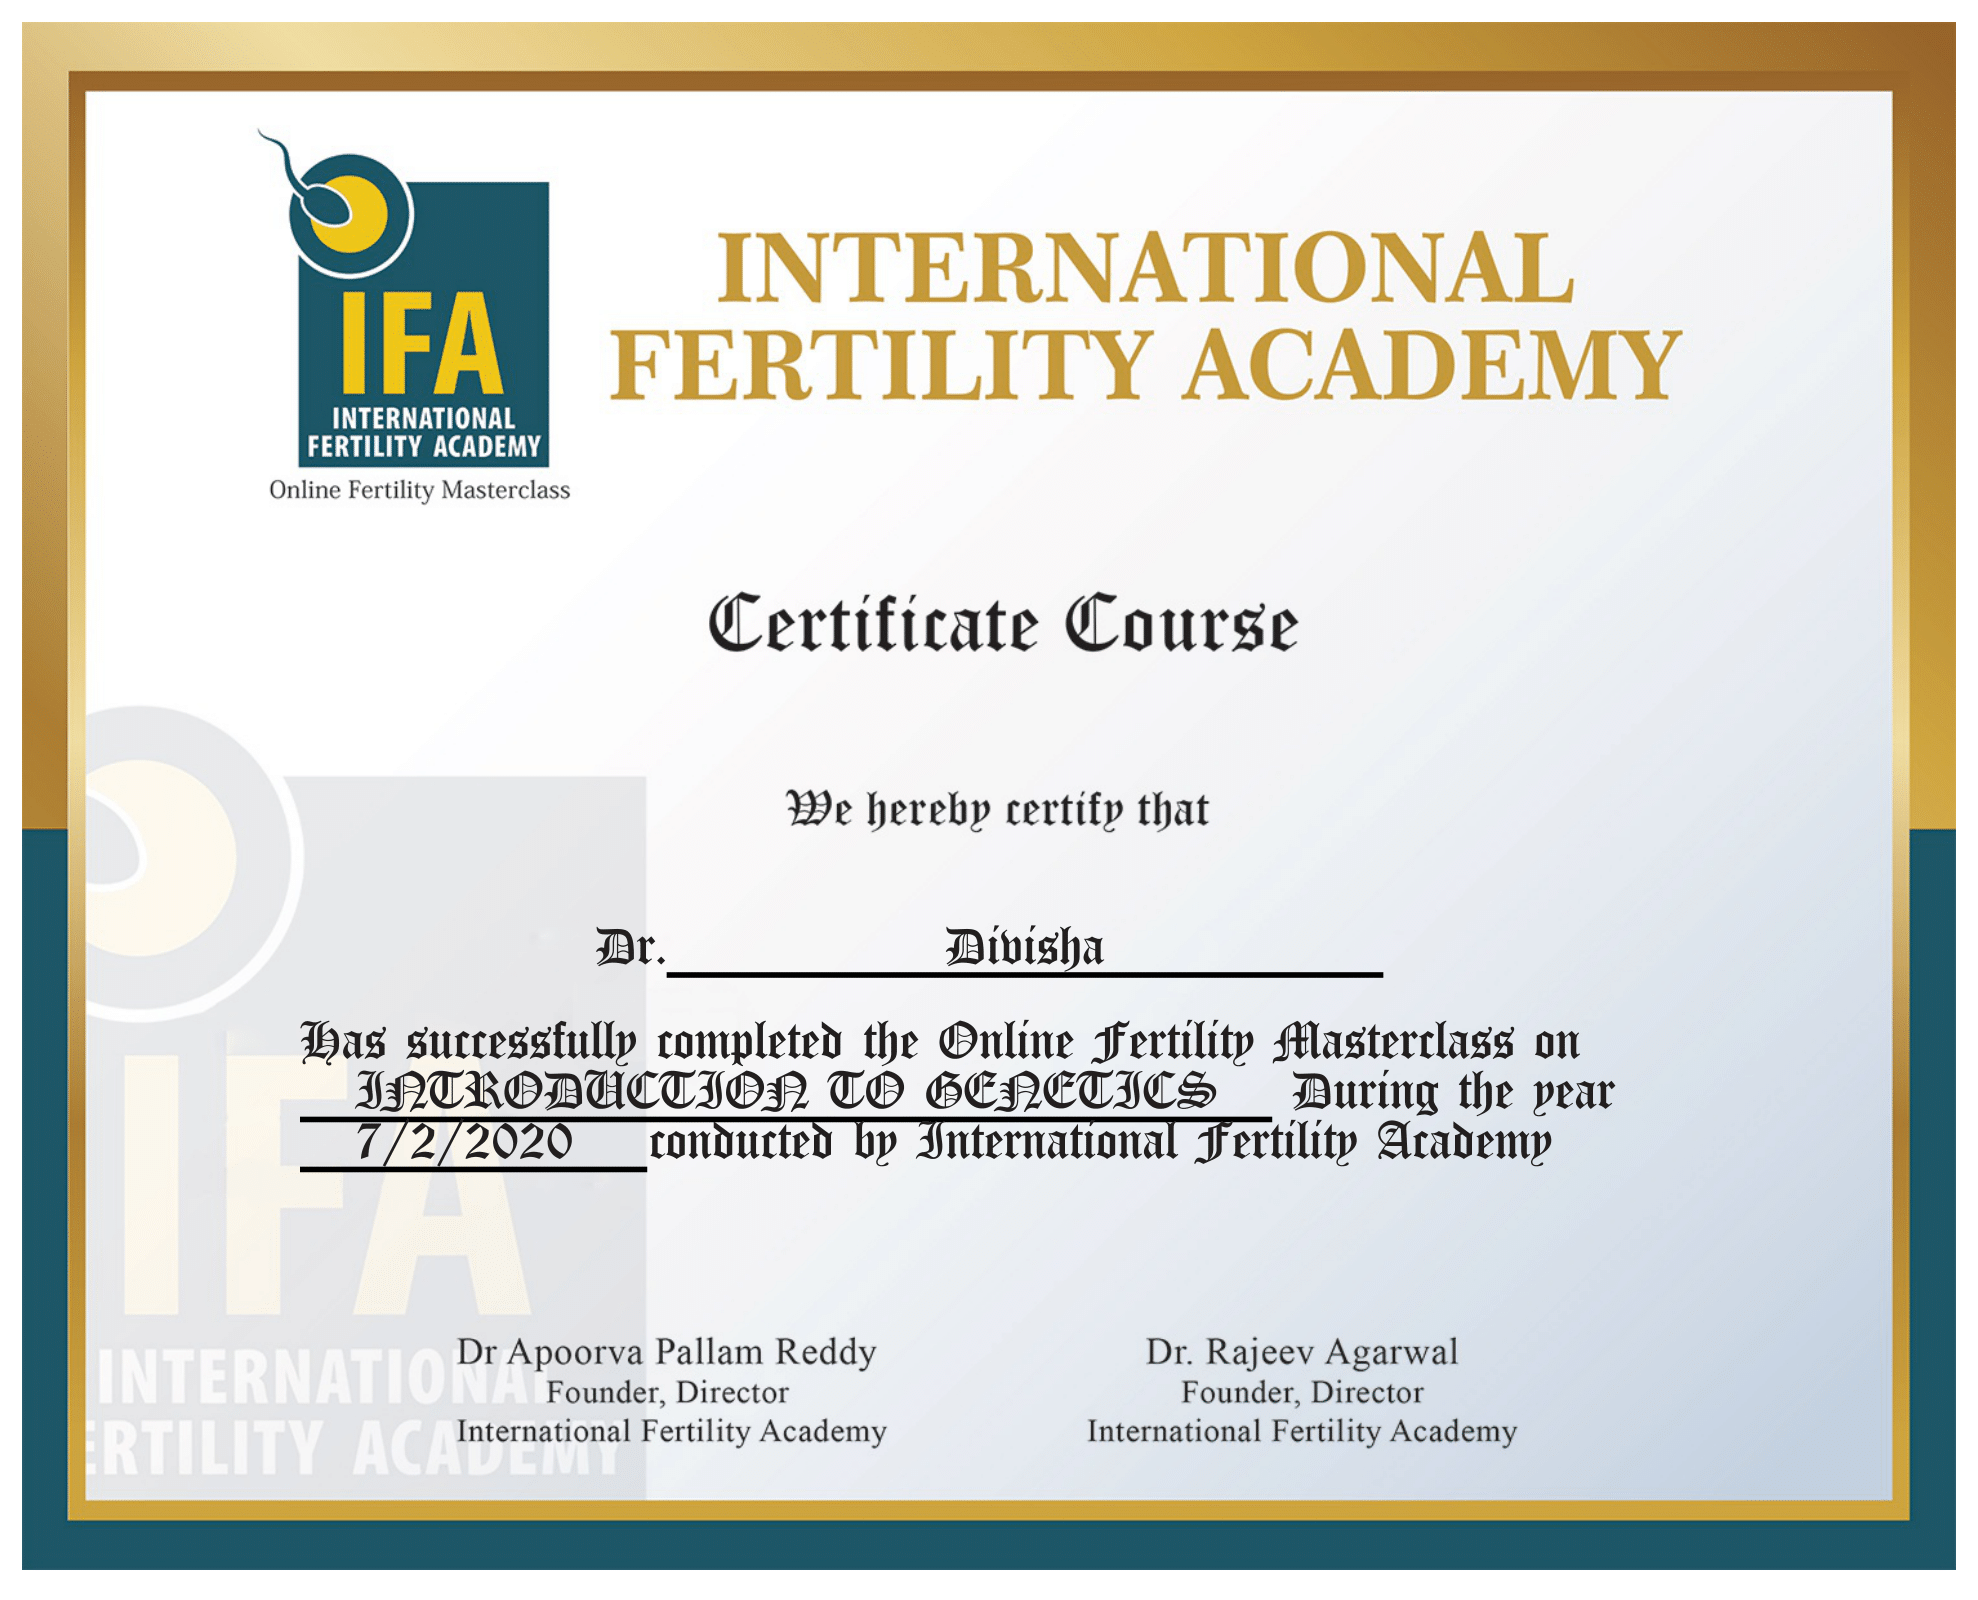 IFA
INTERNATIONAL
FERTILITY ACADEMY
Online Fertility Masterclass
INTERNATIONAL
FERTILITY ACADEMY
Certificate Course
We hereby certify that
Dr. Divisha
Has successfully completed the Online Fertility Masterclass on
INTRODUCTION TO GENETICS During the year
7/2/2020 conducted by International Fertility Academy
IFA
INTERNATIONAL
ERTILITY ACADEMY
Dr Apoorva Pallam Reddy
Founder, Director
International Fertility Academy
Dr. Rajeev Agarwal
Founder, Director
International Fertility Academy